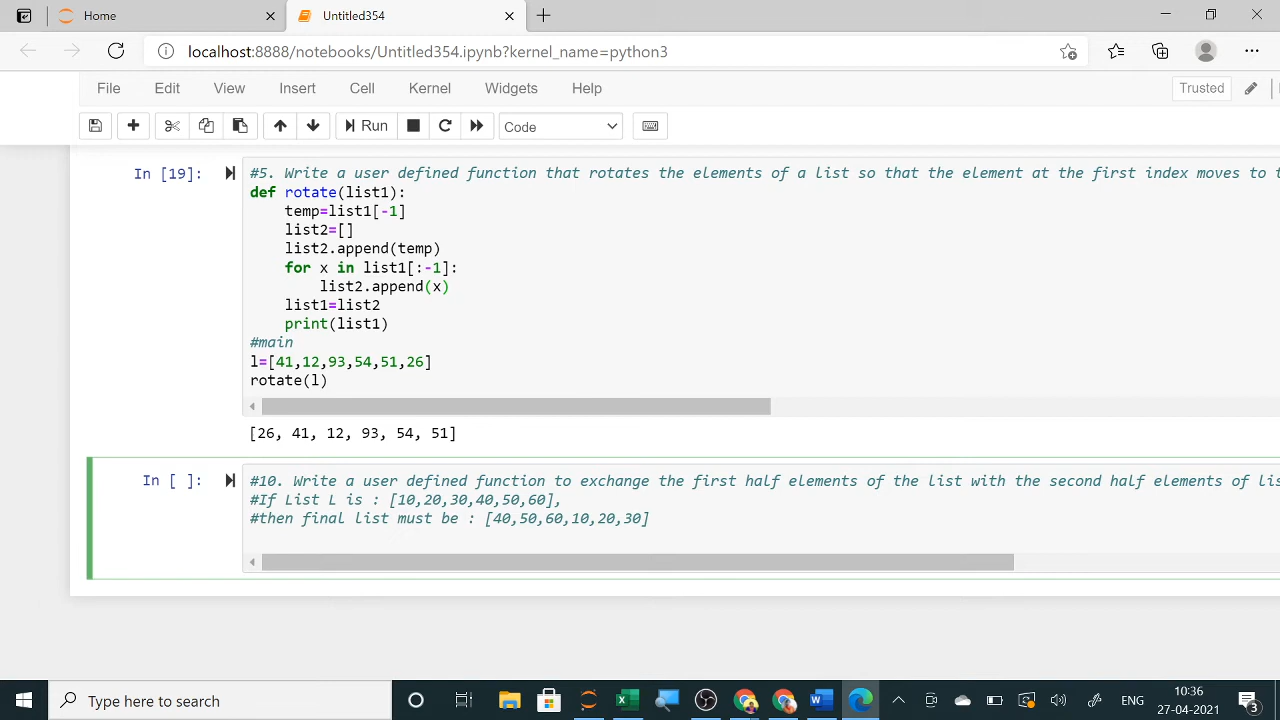 Home
Untitled354
localhost:8888/notebooks/Untitled354.ipynb?kernel_name=python3
File Edit View Insert Cell Kernel Widgets Help Trusted
Run Code
In [19]:
#5. Write a user defined function that rotates the elements of a list so that the element at the first index moves to
def rotate(list1):
temp=list1[-1]
list2=[]
list2.append(temp)
for x in list1[:-1]:
list2.append(x)
list1=list2
print(list1)
#main
l=[41,12,93,54,51,26]
rotate(l)
[26, 41, 12, 93, 54, 51]
In [ ]:
#10. Write a user defined function to exchange the first half elements of the list with the second half elements of
#If List L is : [10,20,30,40,50,60],
#then final list must be : [40,50,60,10,20,30]
Type here to search
ENG
10:36
27-04-2021
3